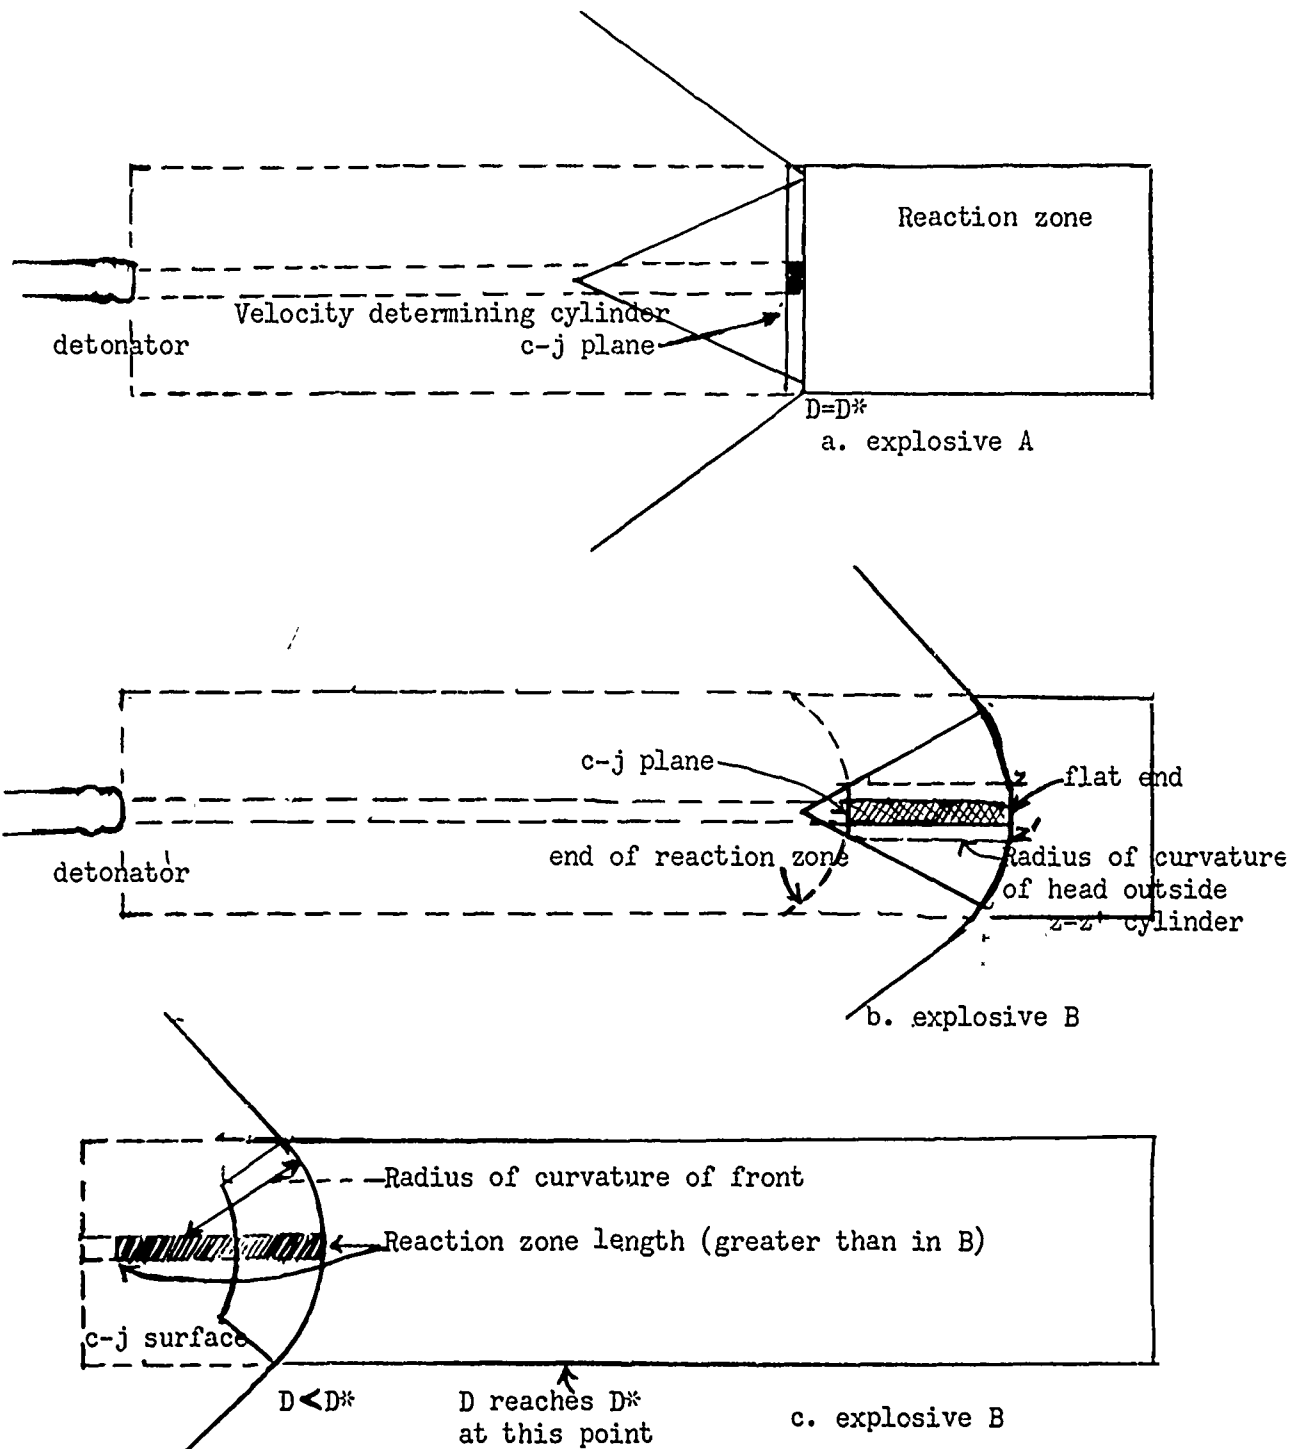 Reaction zone
Velocity determining cylinder
detonator
c-j plane
D=D*
a. explosive A
c-j plane
z
flat end
z'
end of reaction zone
Radius of curvature
of head outside
z-z' cylinder
detonator
b. explosive B
Radius of curvature of front
Reaction zone length (greater than in B)
c-j surface
D<D*
D reaches D*
at this point
c. explosive B